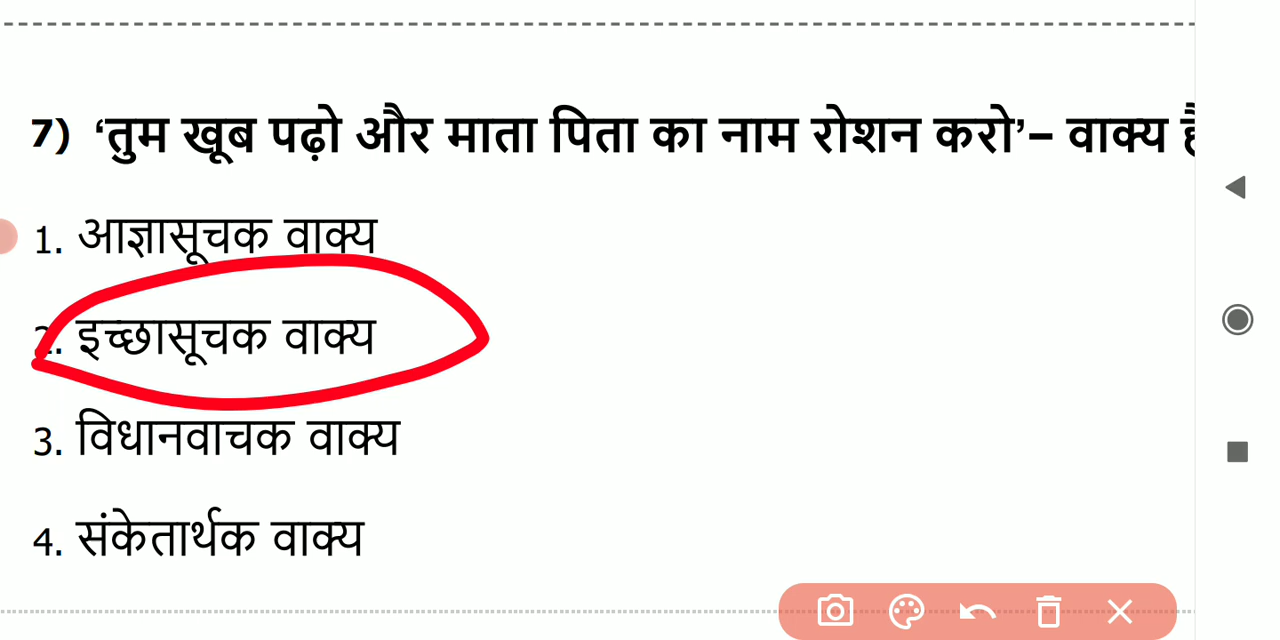 7) ‘तुम खूब पढ़ो और माता पिता का नाम रोशन करो’– वाक्य है
1. आज्ञासूचक वाक्य
2. इच्छासूचक वाक्य
3. विधानवाचक वाक्य
4. संकेतार्थक वाक्य